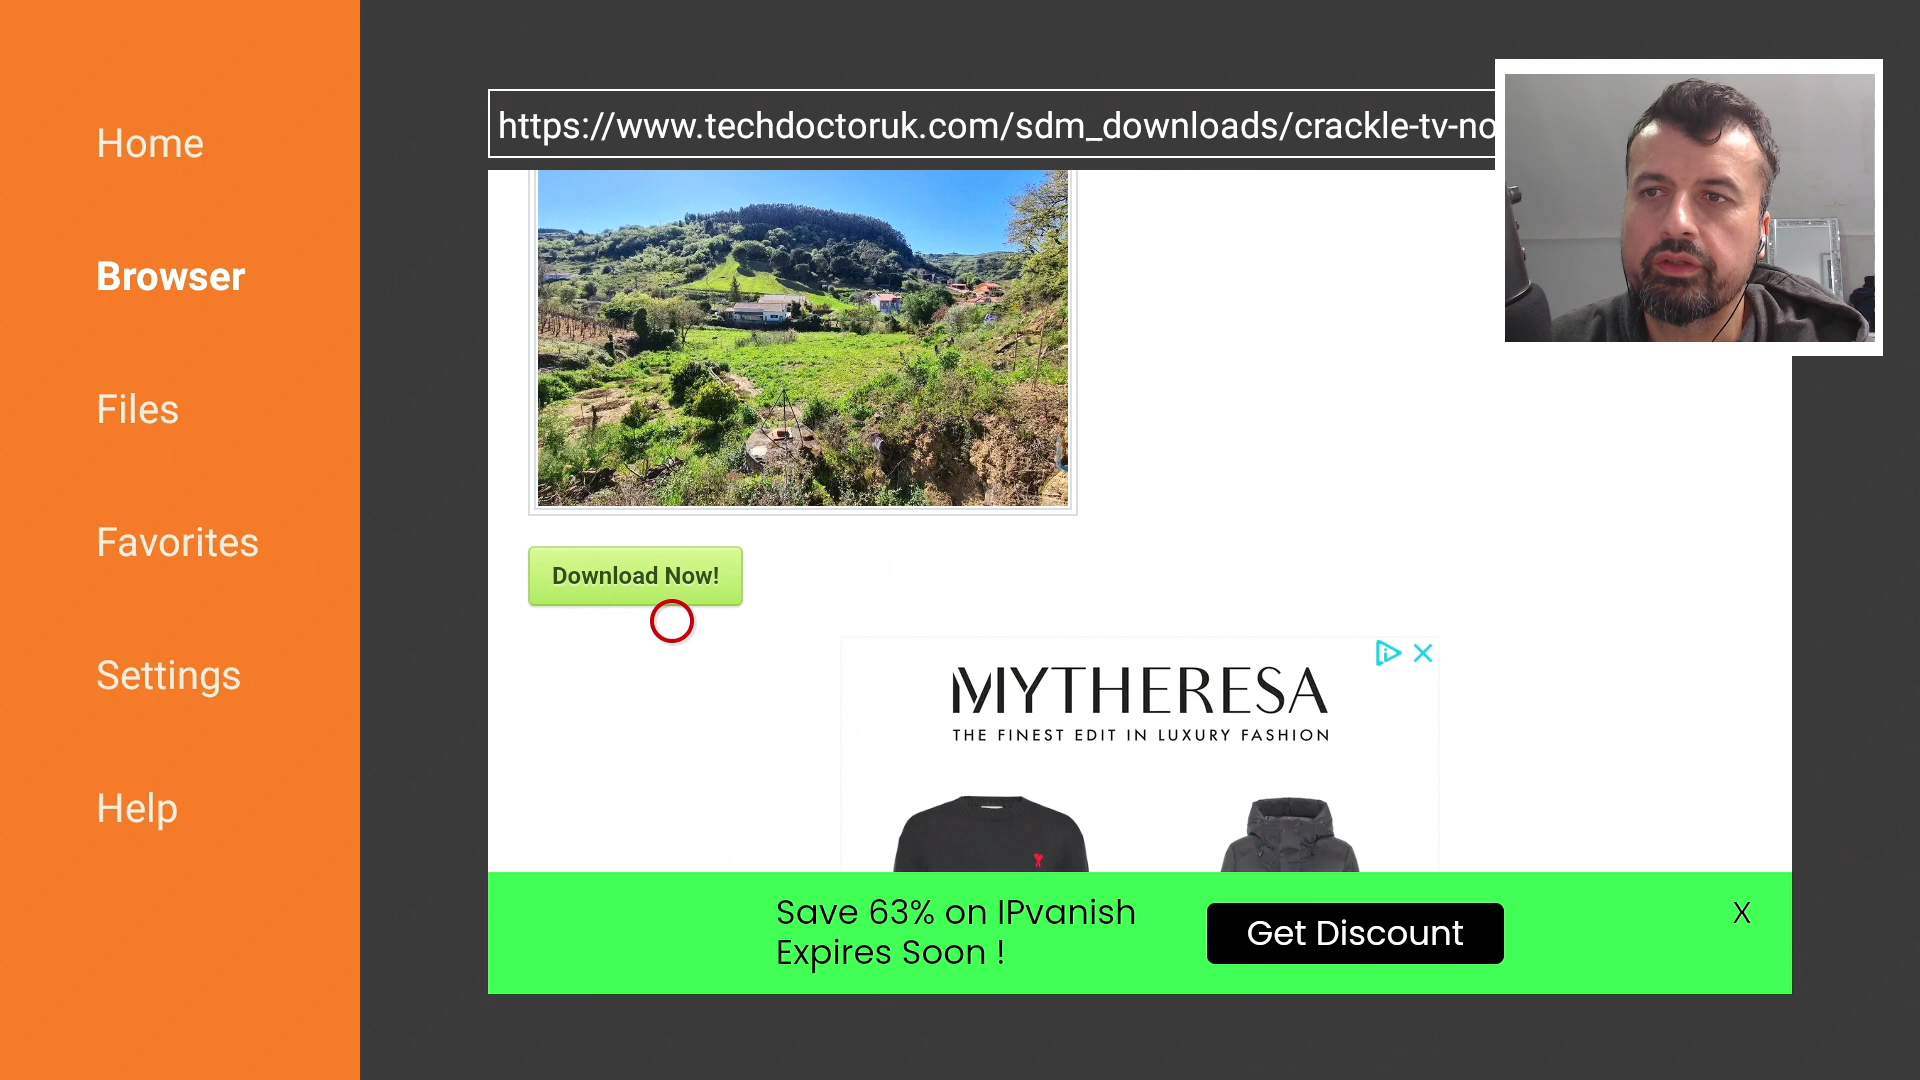 Home
Browser
Files
Favorites
Settings
Help
https://www.techdoctoruk.com/sdm_downloads/crackle-tv-no
Download Now!
MYTHERESA
THE FINEST EDIT IN LUXURY FASHION
Save 63% on IPvanish
Expires Soon !
Get Discount
X